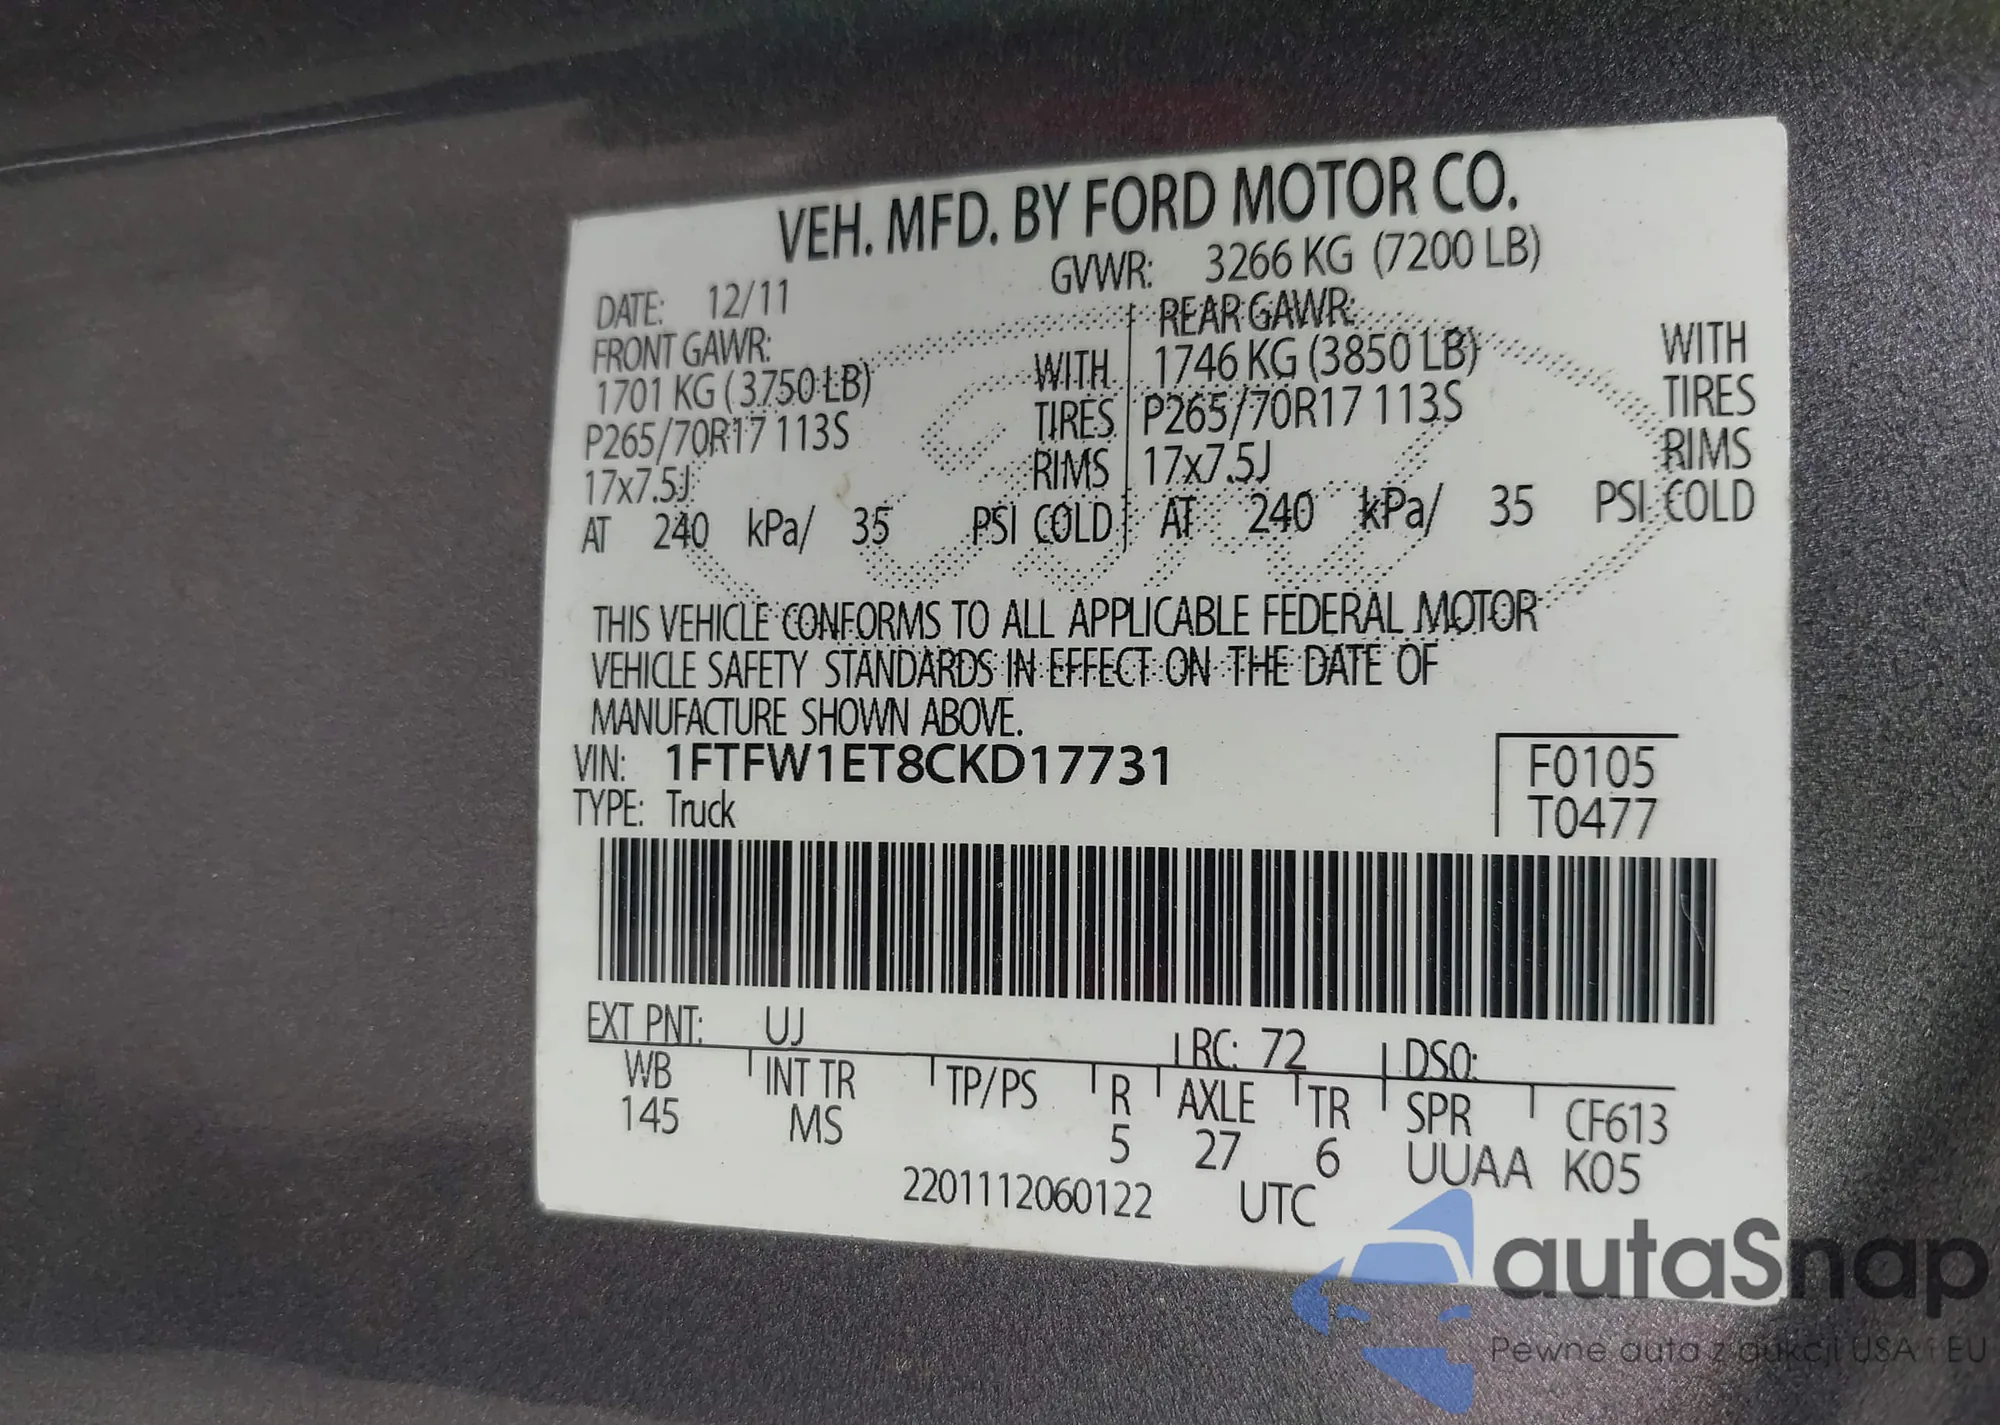 VEH. MFD. BY FORD MOTOR CO.
DATE: 12/11 GVWR: 3266 KG (7200 LB)
FRONT GAWR: REAR GAWR:
1701 KG (3750 LB) WITH 1746 KG (3850 LB) WITH
P265/70R17 113S TIRES P265/70R17 113S TIRES
17x7.5J RIMS 17x7.5J RIMS
AT 240 kPa/ 35 PSI COLD AT 240 kPa/ 35 PSI COLD
THIS VEHICLE CONFORMS TO ALL APPLICABLE FEDERAL MOTOR
VEHICLE SAFETY STANDARDS IN EFFECT ON THE DATE OF
MANUFACTURE SHOWN ABOVE.
VIN: 1FTFW1ET8CKD17731 F0105
TYPE: Truck T0477
EXT PNT: UJ RC: 72 DSO:
WB INT TR TP/PS R AXLE TR SPR CF613
145 MS 5 27 6 UUAA K05
2201112060122 UTC
autaSnap
Pewne auta z aukcji USA i EU